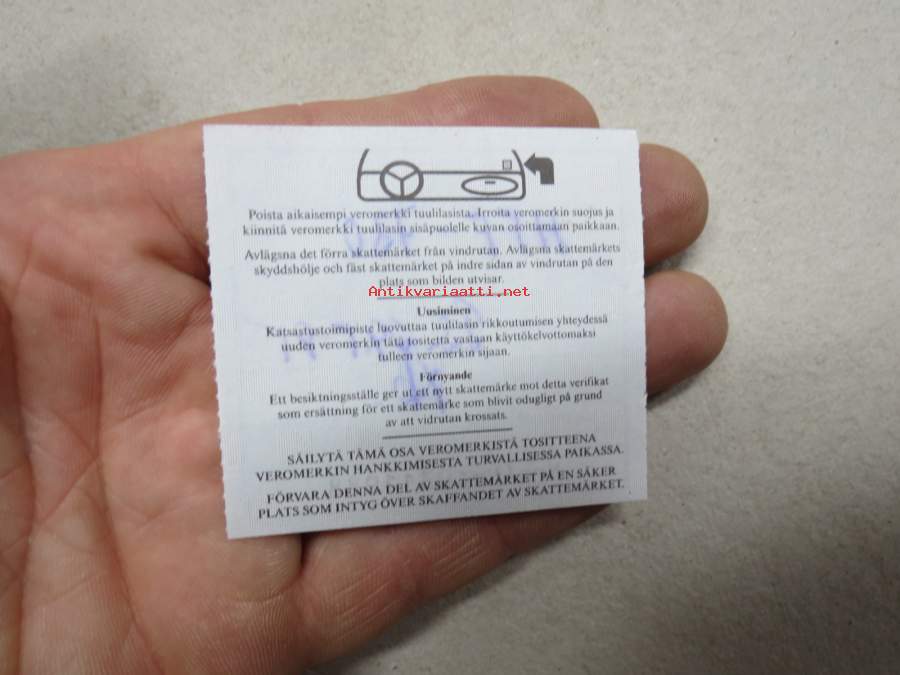 Poista aikaisempi veromerkki tuulilasista. Irroita veromerkin suojus ja
kiinnitä veromerkki tuulilasin sisäpuolelle kuvan osoittamaan paikkaan.
Avlägsna det förra skattemärket från vindrutan. Avlägsna skattemärkets
skyddshölje och fäst skattemärket på indre sidan av vindrutan på den
plats som bilden utvisar.
Antikvariaatti.net
Uusiminen
Katsastustoimipiste luovuttaa tuulilasin rikkoutumisen yhteydessä
uuden veromerkin tätä tositetta vastaan käyttökelvottomaksi
tulleen veromerkin sijaan.
Förnyande
Ett besiktningsställe ger ut ett nytt skattemärke mot detta verifikat
som ersättning för ett skattemärke som blivit odugligt på grund
av att vidrutan krossats.
SÄILYTÄ TÄMÄ OSA VEROMERKISTÄ TOSITTEENA
VEROMERKIN HANKKIMISESTA TURVALLISESSA PAIKASSA.
FÖRVARA DENNA DEL AV SKATTEMÄRKET PÅ EN SÄKER
PLATS SOM INTYG ÖVER SKAFFANDET AV SKATTEMÄRKET.